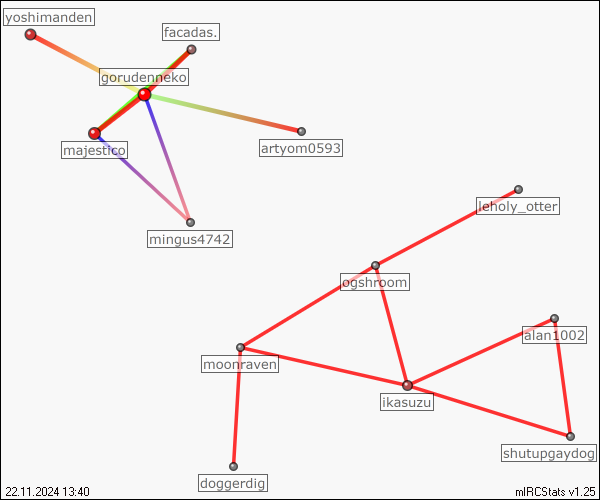 yoshimanden
facadas.
gorudenneko
majestico
artyom0593
mingus4742
leholy_otter
ogshroom
alan1002
moonraven
ikasuzu
shutupgaydog
doggerdig
22.11.2024 13:40
mIRCStats v1.25